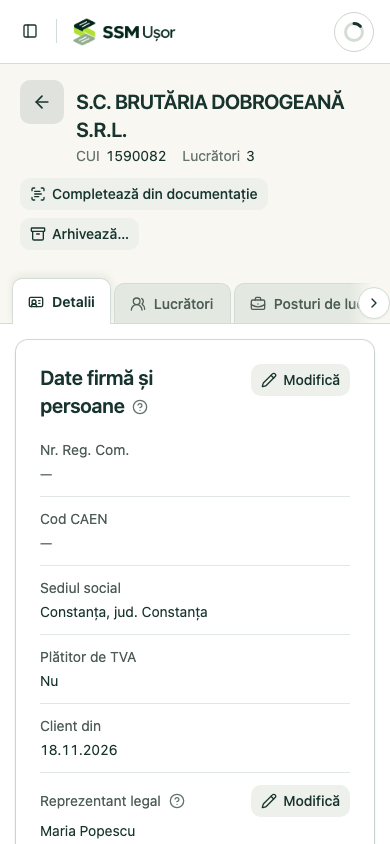 SSM Ușor
S.C. BRUTĂRIA DOBROGEANĂ
S.R.L.
CUI 1590082 Lucrători 3
Completează din documentație
Arhivează...
Detalii
Lucrători
Posturi de
Date firmă și
persoane
Modifică
Nr. Reg. Com.
—
Cod CAEN
—
Sediul social
Constanța, jud. Constanța
Plătitor de TVA
Nu
Client din
18.11.2026
Reprezentant legal
Modifică
Maria Popescu